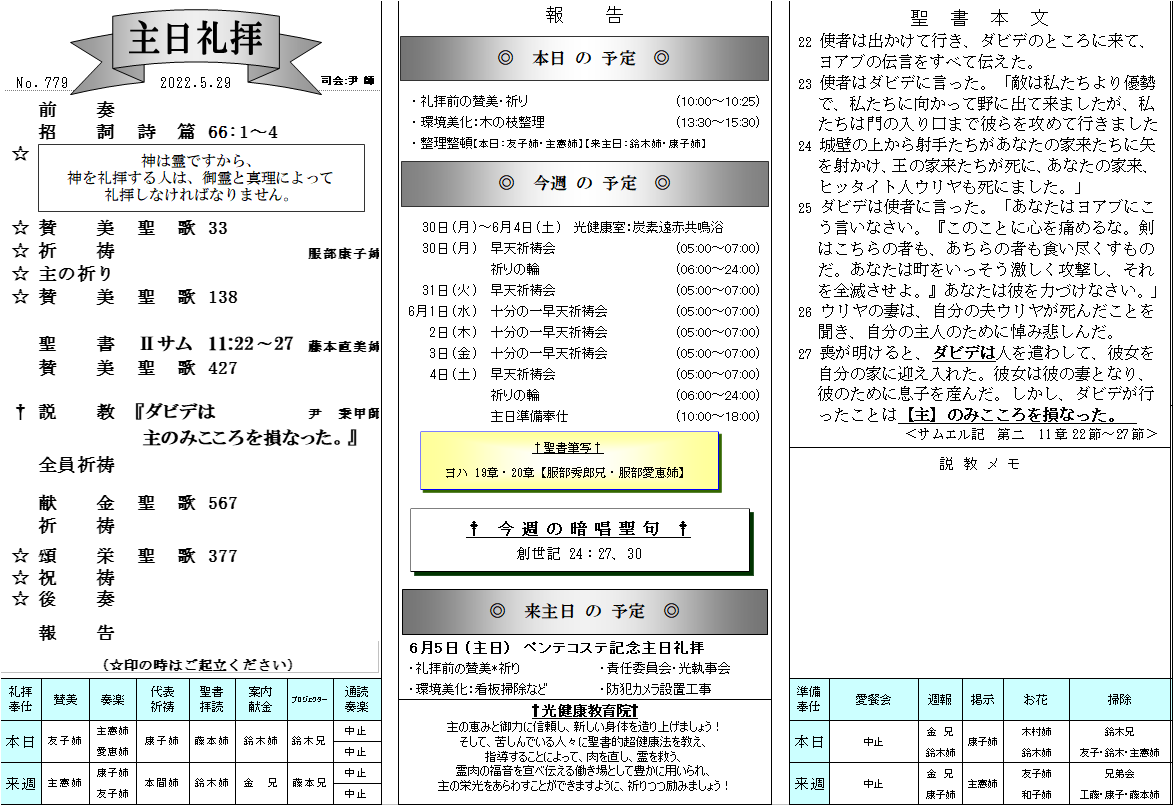 主日礼拝
No. 779　2022.5.29　司会:尹 師
前　奏
招　詞　詩　篇　66:1～4
☆ 神は霊ですから、
神を礼拝する人は、御霊と真理によって
礼拝しなければなりません。
☆ 賛　美　聖　歌　33
☆ 祈　祷　服部康子姉
☆ 主の祈り
☆ 賛　美　聖　歌　138
聖　書　Ⅱサム　11:22～27　藤本直美姉
賛　美　聖　歌　427
† 説　教　『ダビデは　尹　秉甲師
主のみこころを損なった。』
全員祈祷
献　金　聖　歌　567
祈　祷
☆ 頌　栄　聖　歌　377
☆ 祝　祷
☆ 後　奏
報　告
(☆印の時はご起立ください)
礼拝奉仕　賛美　奏楽　代表祈祷　聖書拝読　案内献金　プロジェクター　通読奏楽
本日　友子姉　主憲姉　愛恵姉　康子姉　藤本姉　鈴木姉　鈴木兄　中止　中止
来週　主憲姉　康子姉　友子姉　本間姉　鈴木姉　金　兄　藤本兄　中止　中止
報　告
◎　本日 の 予定　◎
・礼拝前の賛美・祈り　(10:00～10:25)
・環境美化:木の枝整理　(13:30～15:30)
・整理整頓【本日:友子姉・主憲姉】【来主日:鈴木姉・康子姉】
◎　今週 の 予定　◎
30日(月)～6月4日(土)　光健康室:炭素遠赤共鳴浴
30日(月)　早天祈祷会　(05:00～07:00)
祈りの輪　(06:00～24:00)
31日(火)　早天祈祷会　(05:00～07:00)
6月1日(水)　十分の一早天祈祷会　(05:00～07:00)
2日(木)　十分の一早天祈祷会　(05:00～07:00)
3日(金)　十分の一早天祈祷会　(05:00～07:00)
4日(土)　早天祈祷会　(05:00～07:00)
祈りの輪　(06:00～24:00)
主日準備奉仕　(10:00～18:00)
†聖書筆写†
ヨハ 19章・20章【服部秀郎兄・服部愛恵姉】
† 今週の暗唱聖句 †
創世記 24：27、30
◎　来主日 の 予定　◎
6月5日(主日)　ペンテコステ記念主日礼拝
・礼拝前の賛美*祈り　・責任委員会・光執事会
・環境美化:看板掃除など　・防犯カメラ設置工事
†光健康教育院†
主の恵みと御力に信頼し、新しい身体を造り上げましょう！
そして、苦しんでいる人々に聖書的超健康法を教え、
指導することによって、肉を直し、霊を救う、
霊肉の福音を宣べ伝える働き場として豊かに用いられ、
主の栄光をあらわすことができますように、祈りつつ励みましょう！
聖書本文
22 使者は出かけて行き、ダビデのところに来て、
ヨアブの伝言をすべて伝えた。
23 使者はダビデに言った。「敵は私たちより優勢
で、私たちに向かって野に出て来ましたが、私
たちは門の入り口まで彼らを攻めて行きました
24 城壁の上から射手たちがあなたの家来たちに矢
を射かけ、王の家来たちが死に、あなたの家来、
ヒッタイト人ウリヤも死にました。」
25 ダビデは使者に言った。「あなたはヨアブにこ
う言いなさい。『このことに心を痛めるな。剣
はこちらの者も、あちらの者も食い尽くすもの
だ。あなたは町をいっそう激しく攻撃し、それ
を全滅させよ。』あなたは彼を力づけなさい。」
26 ウリヤの妻は、自分の夫ウリヤが死んだことを
聞き、自分の主人のために悼み悲しんだ。
27 喪が明けると、ダビデは人を遣わして、彼女を
自分の家に迎え入れた。彼女は彼の妻となり、
彼のために息子を産んだ。しかし、ダビデが行
ったことは【主】のみこころを損なった。
＜サムエル記　第二　11章22節～27節＞
説教メモ
準備奉仕　愛餐会　週報　掲示　お花　掃除
本日　中止　金　兄　鈴木姉　康子姉　木村姉　鈴木姉　鈴木兄　友子・鈴木・主憲姉
来週　中止　金　兄　康子姉　主憲姉　友子姉　和子姉　兄弟会　工藤・康子・藤本姉